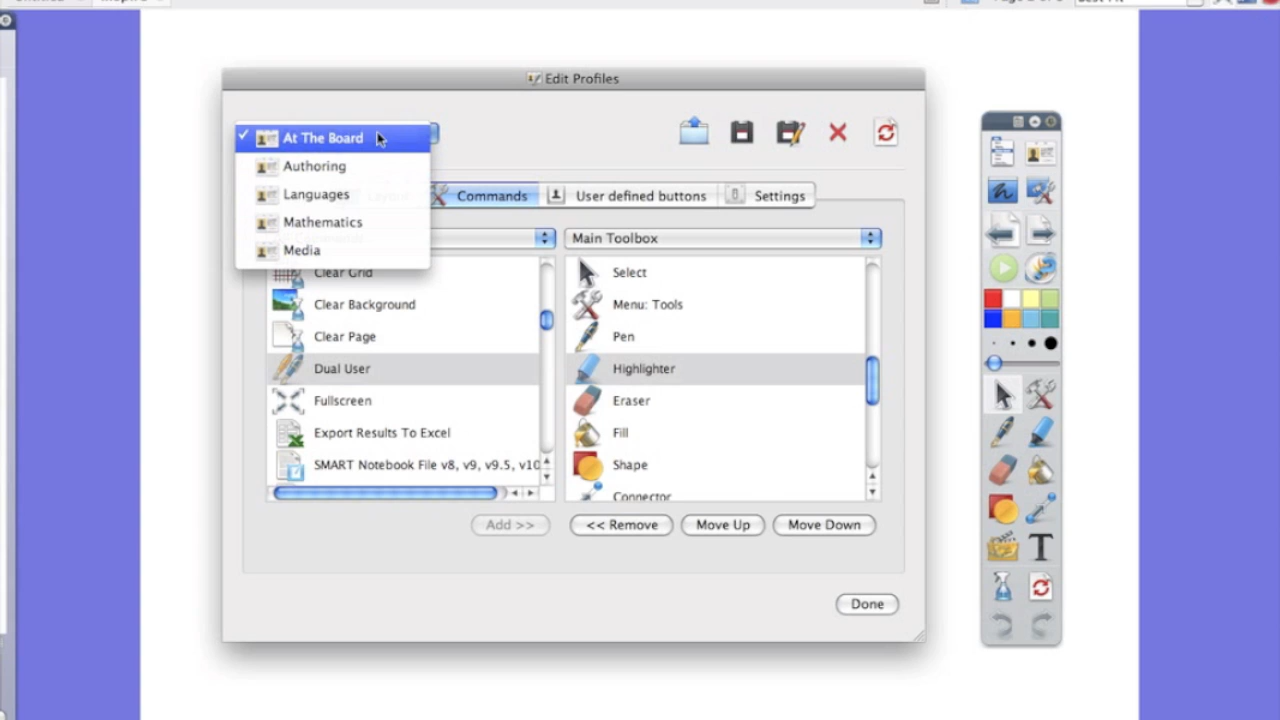 Edit Profiles
At The Board
Authoring
Languages
Mathematics
Media
Commands
User defined buttons
Settings
Main Toolbox
Clear Grid
Clear Background
Clear Page
Dual User
Fullscreen
Export Results To Excel
SMART Notebook File v8, v9, v9.5, v10
Select
Menu: Tools
Pen
Highlighter
Eraser
Fill
Shape
Connector
Add >>
<< Remove
Move Up
Move Down
Done
T